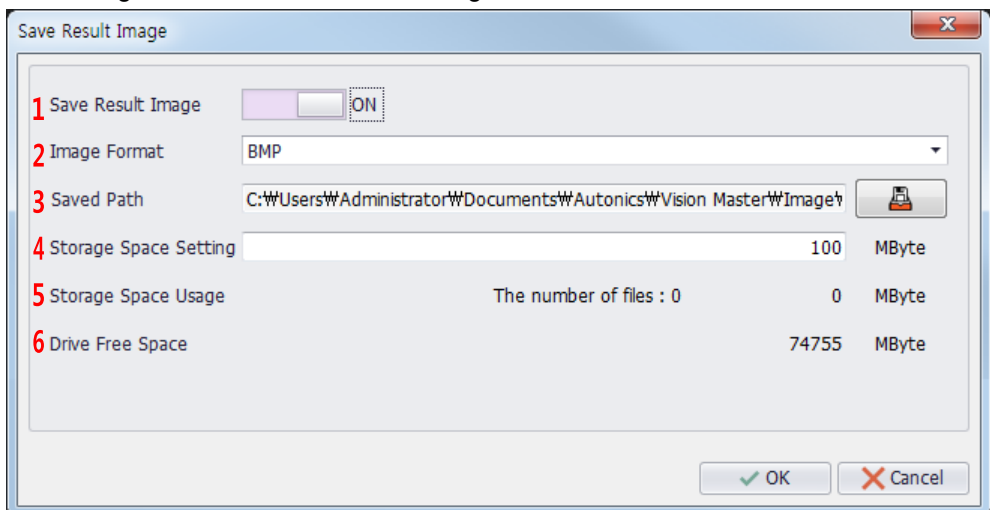 Save Result Image
1 Save Result Image ON
2 Image Format BMP
3 Saved Path C:₩Users₩Administrator₩Documents₩Autonics₩Vision Master₩Image₩
4 Storage Space Setting 100 MByte
5 Storage Space Usage The number of files : 0 0 MByte
6 Drive Free Space 74755 MByte
OK Cancel